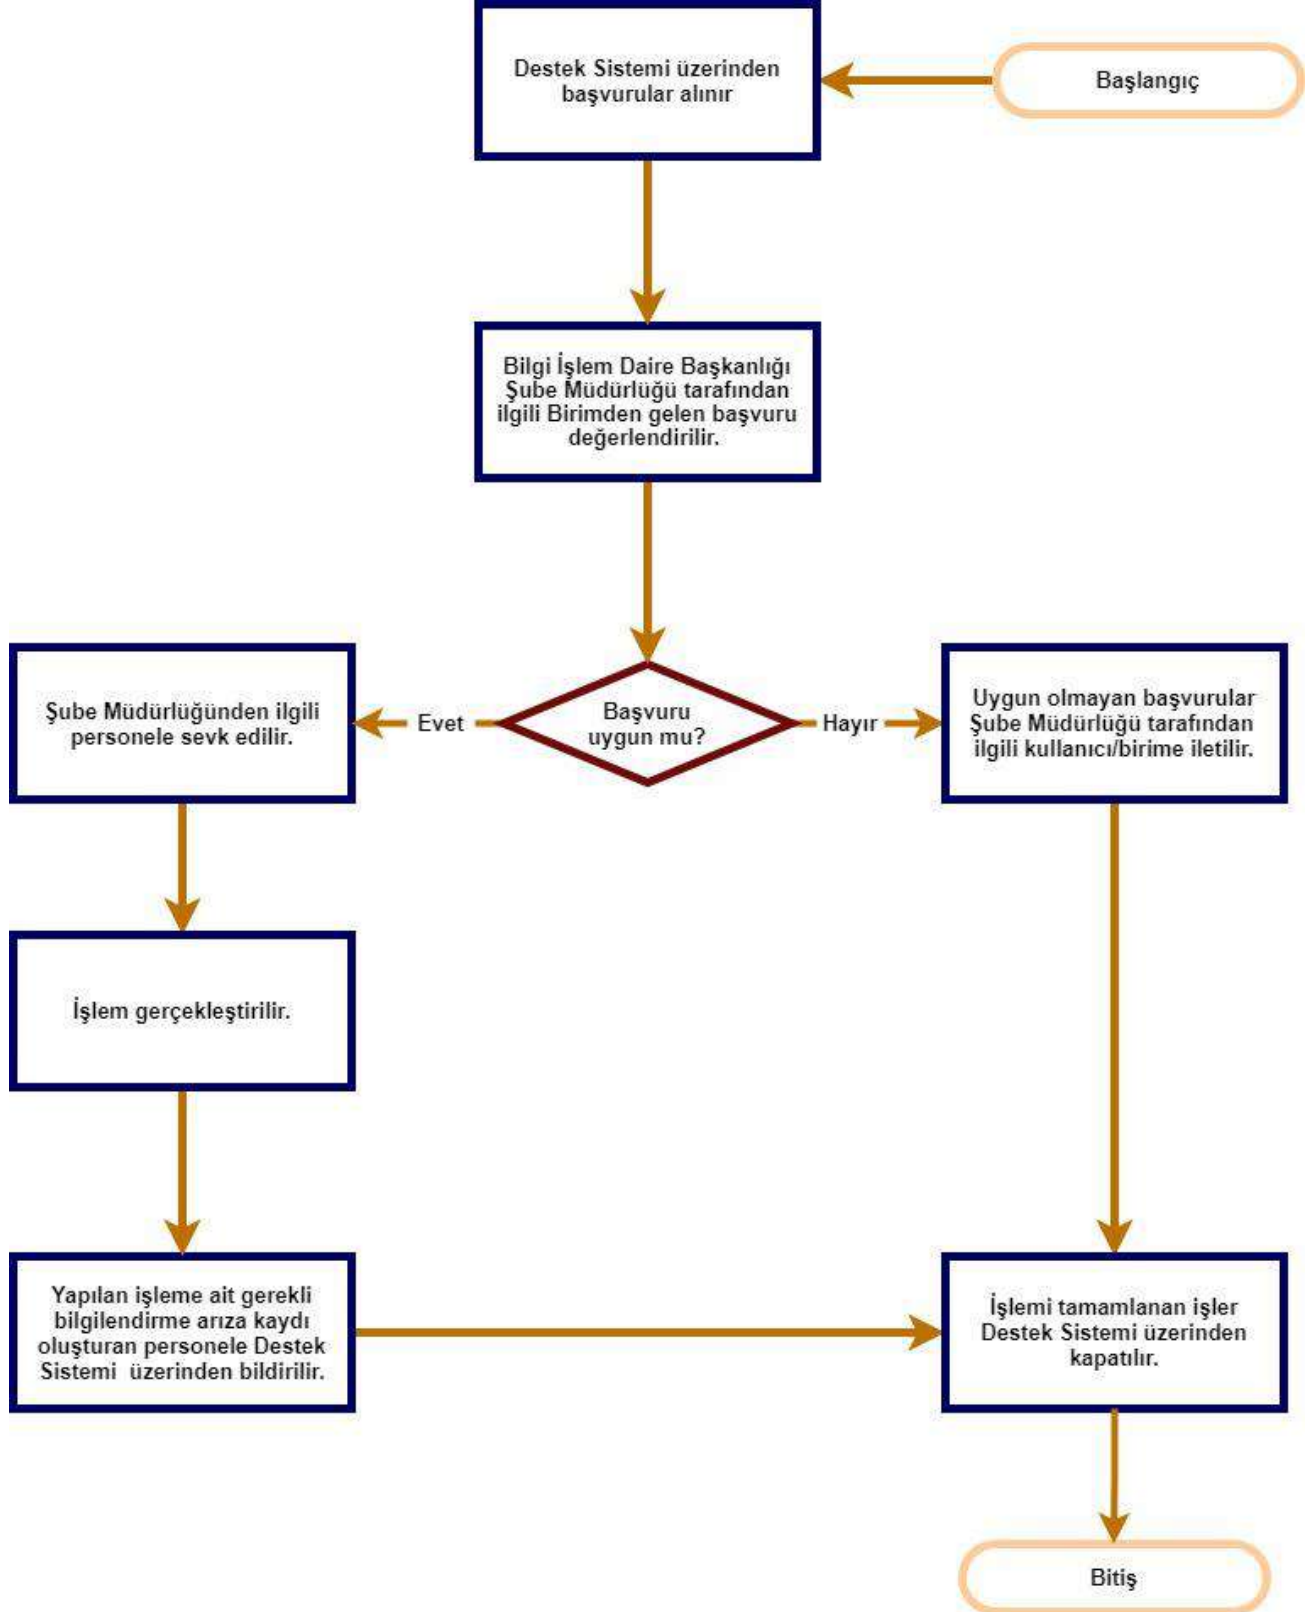 Başlangıç
Destek Sistemi üzerinden
başvurular alınır
Bilgi İşlem Daire Başkanlığı
Şube Müdürlüğü tarafından
ilgili Birimden gelen başvuru
değerlendirilir.
Başvuru
uygun mu?
Evet
Hayır
Şube Müdürlüğünden ilgili
personele sevk edilir.
Uygun olmayan başvurular
Şube Müdürlüğü tarafından
ilgili kullanıcı/birime iletilir.
İşlem gerçekleştirilir.
Yapılan işleme ait gerekli
bilgilendirme arıza kaydı
oluşturan personele Destek
Sistemi üzerinden bildirilir.
İşlemi tamamlanan işler
Destek Sistemi üzerinden
kapatılır.
Bitiş